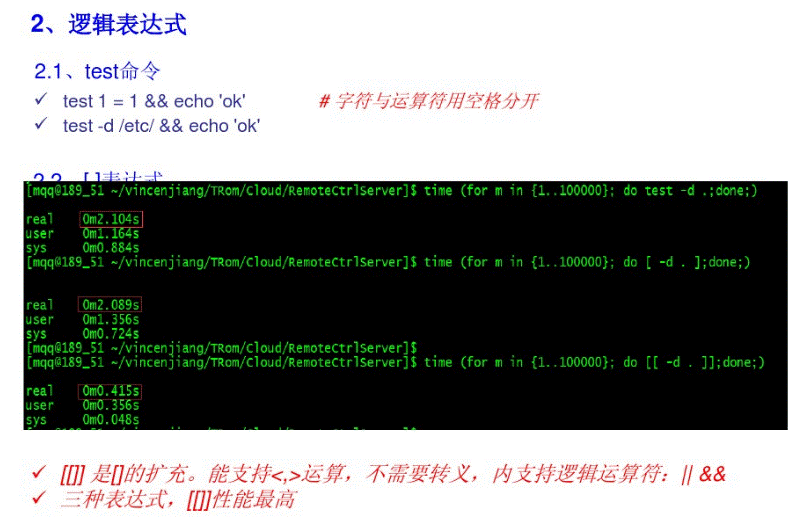 2、逻辑表达式
2.1、test命令
✓ test 1 = 1 && echo 'ok' # 字符与运算符用空格分开
✓ test -d /etc/ && echo 'ok'
2.2、[ ]表达式
[mqq@189_51 ~/vincenjiang/TRom/Cloud/RemoteCtrlServer]$ time (for m in {1..100000}; do test -d .;done;)
real 0m2.104s
user 0m1.164s
sys 0m0.884s
[mqq@189_51 ~/vincenjiang/TRom/Cloud/RemoteCtrlServer]$ time (for m in {1..100000}; do [ -d . ];done;)
real 0m2.089s
user 0m1.356s
sys 0m0.724s
[mqq@189_51 ~/vincenjiang/TRom/Cloud/RemoteCtrlServer]$
[mqq@189_51 ~/vincenjiang/TRom/Cloud/RemoteCtrlServer]$ time (for m in {1..100000}; do [[ -d . ]];done;)
real 0m0.415s
user 0m0.356s
sys 0m0.048s
✓ [[]] 是[]的扩充。能支持<,>运算，不需要转义，内支持逻辑运算符：|| &&
✓ 三种表达式，[[]]性能最高